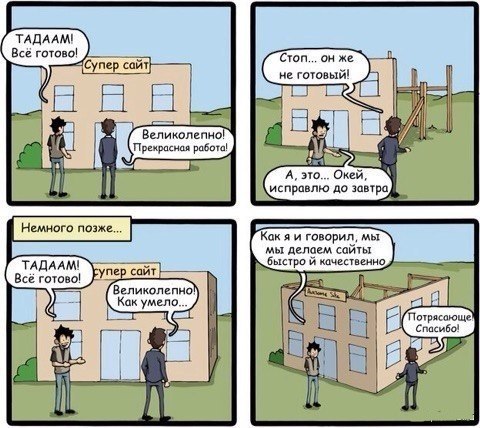 ТАДААМ!
Всё готово!
Супер сайт
Великолепно!
Прекрасная работа!
Стоп... он же
не готовый!
А, это... Окей,
исправлю до завтра
Немного позже...
ТАДААМ!
Всё готово!
супер сайт
Великолепно!
Как умело...
Как я и говорил, мы
мы делаем сайты
быстро й качественно
Awesome Site
Потрясающе!
Спасибо!